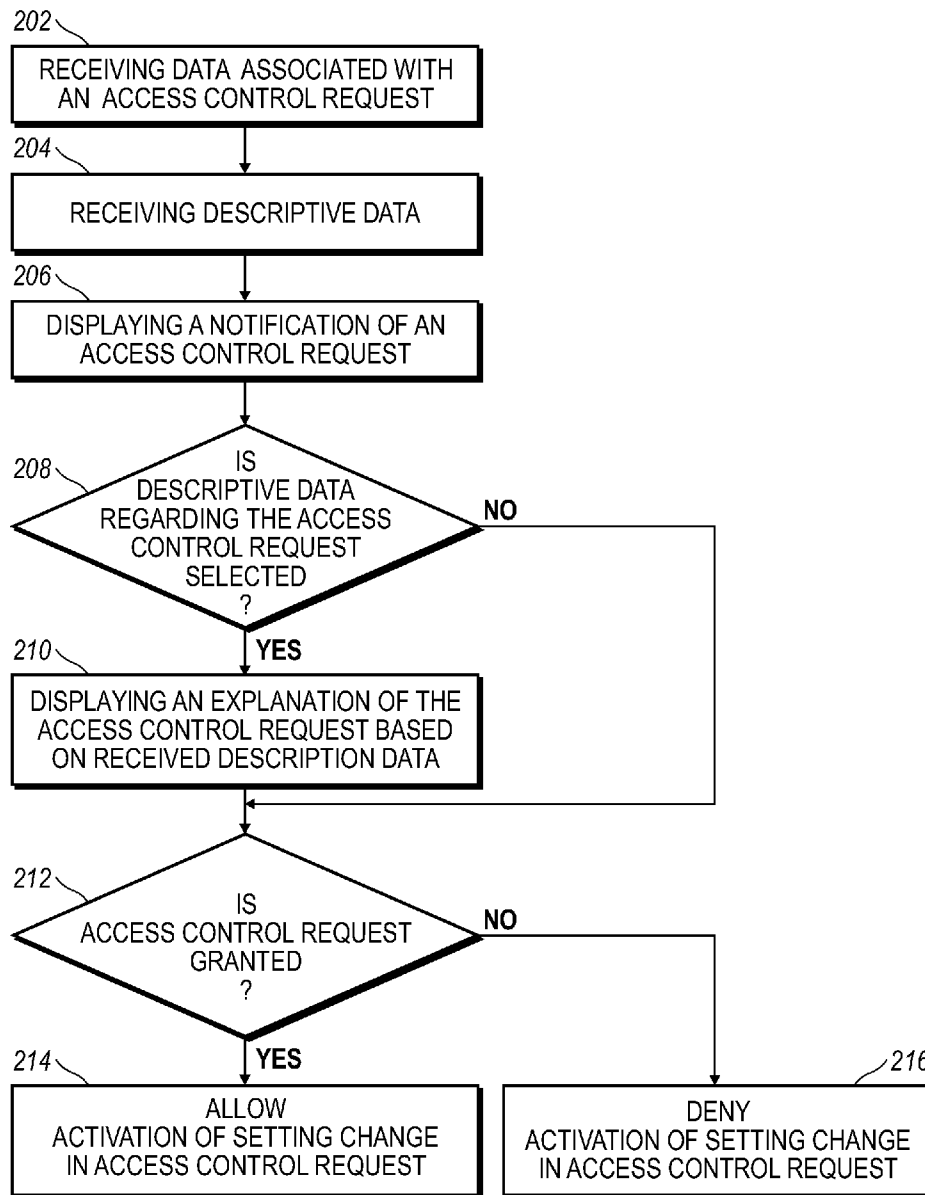 202
RECEIVING DATA ASSOCIATED WITH
AN ACCESS CONTROL REQUEST
204
RECEIVING DESCRIPTIVE DATA
206
DISPLAYING A NOTIFICATION OF AN
ACCESS CONTROL REQUEST
208
IS
DESCRIPTIVE DATA
REGARDING THE ACCESS
CONTROL REQUEST
SELECTED
?
NO
YES
210
DISPLAYING AN EXPLANATION OF THE
ACCESS CONTROL REQUEST BASED
ON RECEIVED DESCRIPTION DATA
212
IS
ACCESS CONTROL REQUEST
GRANTED
?
NO
YES
214
ALLOW
ACTIVATION OF SETTING CHANGE
IN ACCESS CONTROL REQUEST
216
DENY
ACTIVATION OF SETTING CHANGE
IN ACCESS CONTROL REQUEST